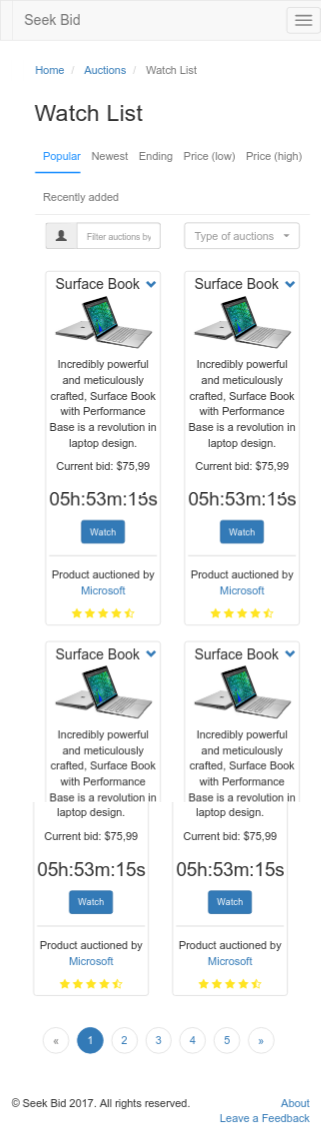 Seek Bid
Home / Auctions / Watch List
Watch List
Popular Newest Ending Price (low) Price (high)
Recently added
Filter auctions by
Type of auctions
Surface Book
Incredibly powerful
and meticulously
crafted, Surface Book
with Performance
Base is a revolution in
laptop design.
Current bid: $75,99
05h:53m:15s
Watch
Product auctioned by
Microsoft
Surface Book
Incredibly powerful
and meticulously
crafted, Surface Book
with Performance
Base is a revolution in
laptop design.
Current bid: $75,99
05h:53m:15s
Watch
Product auctioned by
Microsoft
Surface Book
Incredibly powerful
and meticulously
crafted, Surface Book
with Performance
Base is a revolution in
laptop design.
Current bid: $75,99
05h:53m:15s
Watch
Product auctioned by
Microsoft
Surface Book
Incredibly powerful
and meticulously
crafted, Surface Book
with Performance
Base is a revolution in
laptop design.
Current bid: $75,99
05h:53m:15s
Watch
Product auctioned by
Microsoft
« 1 2 3 4 5 »
© Seek Bid 2017. All rights reserved.
About
Leave a Feedback